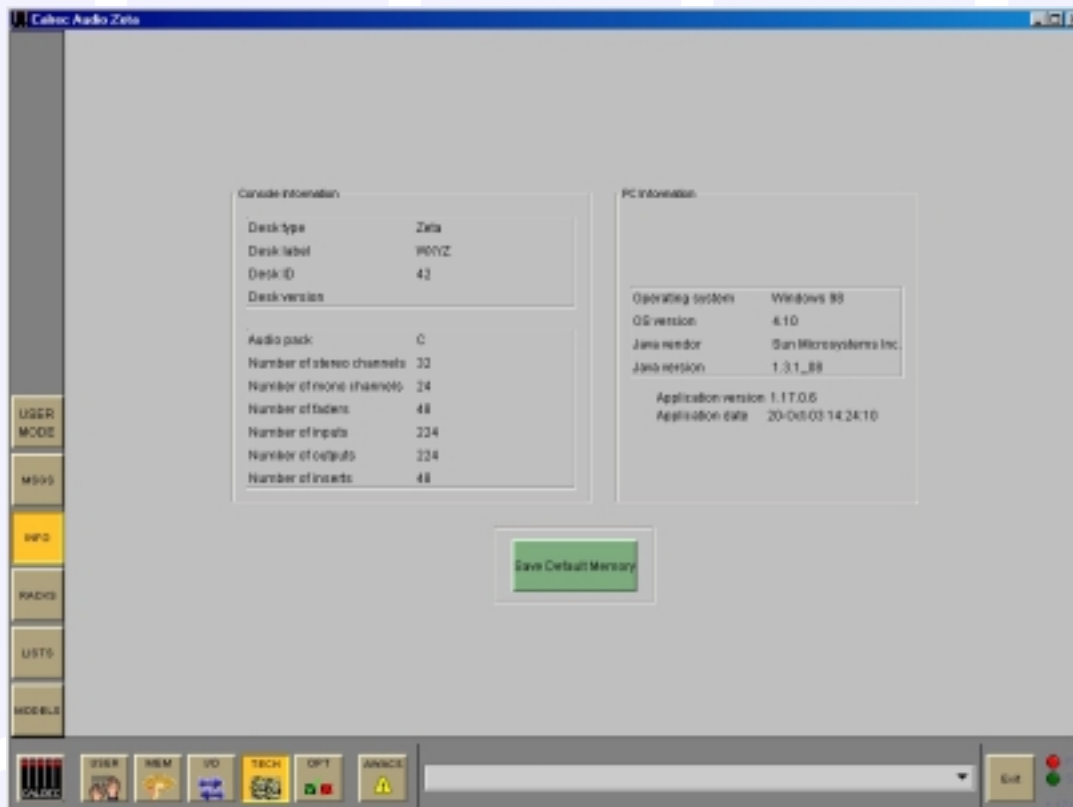 Calrec Audio Zeta
Console Information
Desk type Zeta
Desk label WXYZ
Desk ID 42
Desk version
Audio pack C
Number of stereo channels 32
Number of mono channels 24
Number of faders 48
Number of inputs 224
Number of outputs 224
Number of inserts 48
PC Information
Operating system Windows 98
OS version 4.10
Java vendor Sun Microsystems Inc.
Java version 1.3.1_08
Application version 1.17.0.6
Application date 20-Oct-03 14:24:10
Save Default Memory
USER
MODE
MSGS
INFO
RACKS
LISTS
MODELS
CALREC
USER
MEM
I/O
TECH
OPT
AWACS
Exit